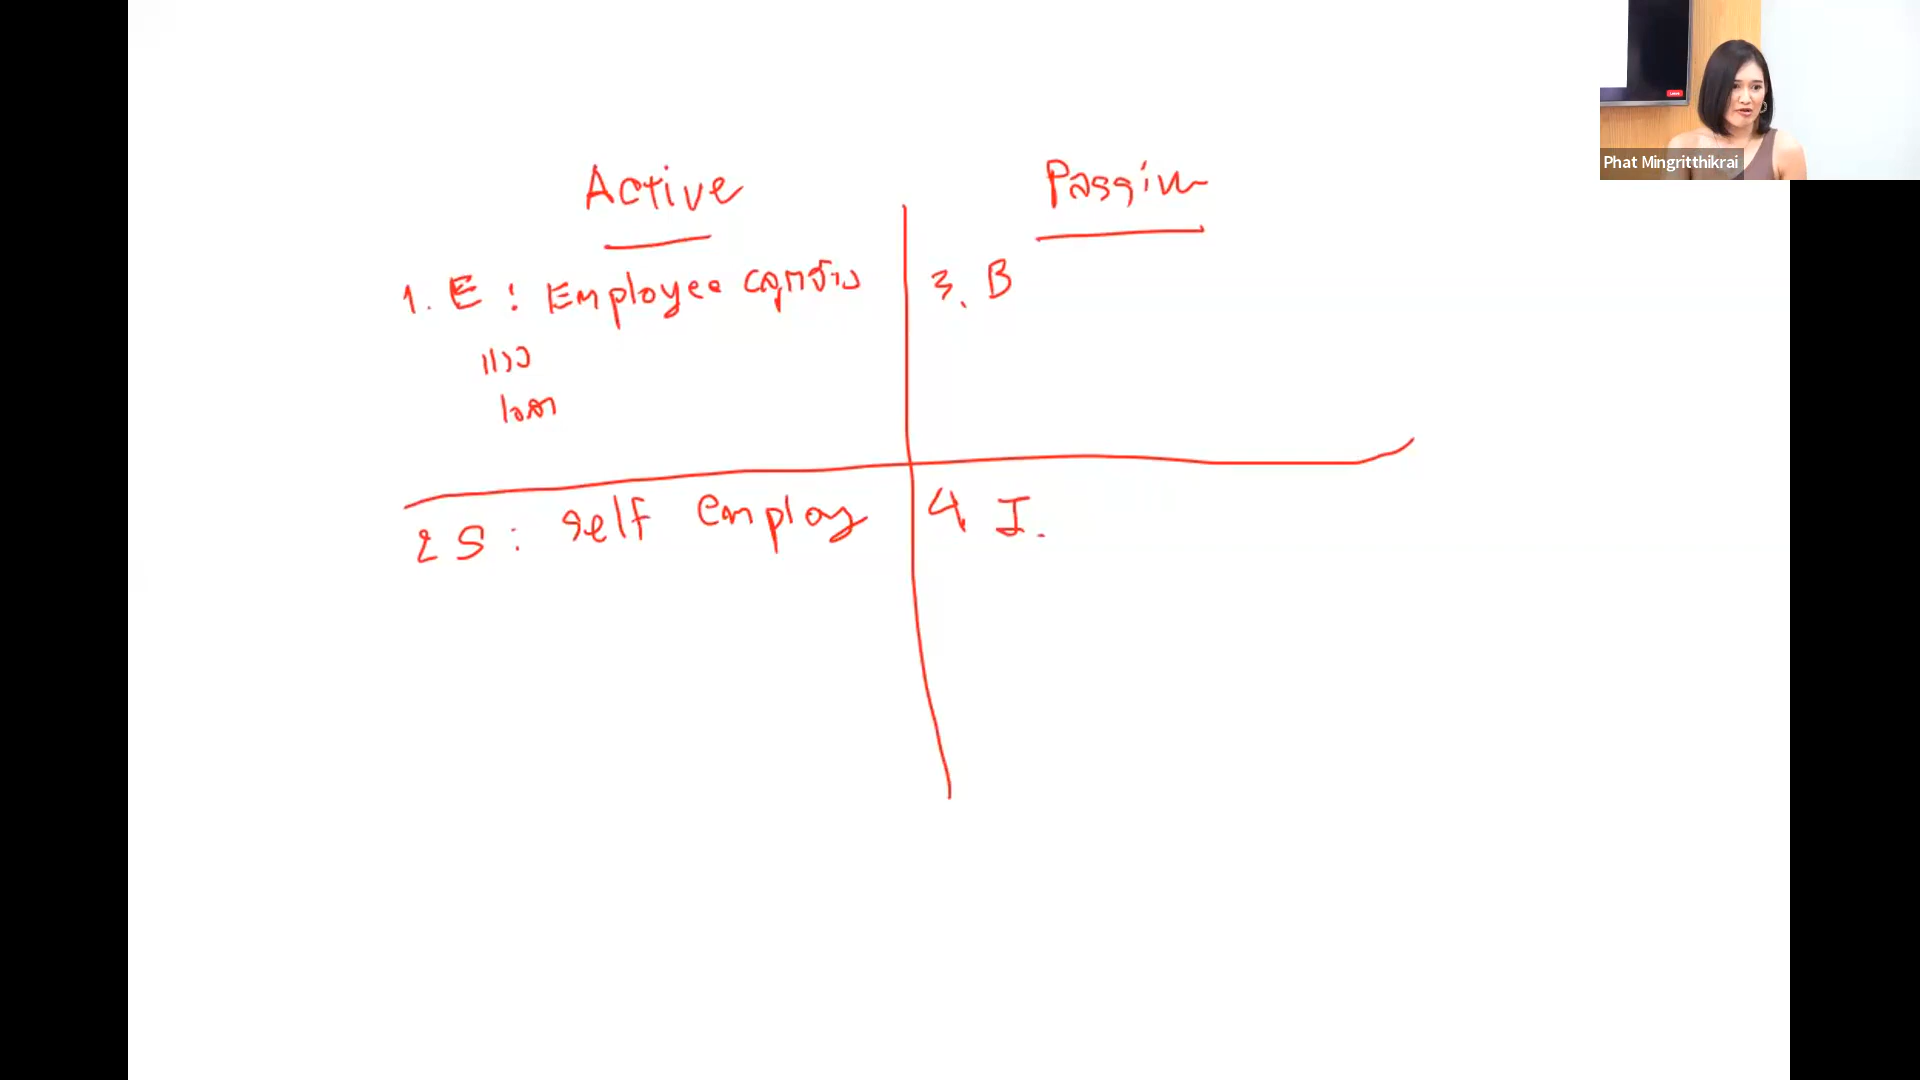 Active
Passive
1. E : Employee ลูกจ้าง
แรง
เวลา
3. B
2 S : Self employ
4. I.
Phat Mingritthikrai